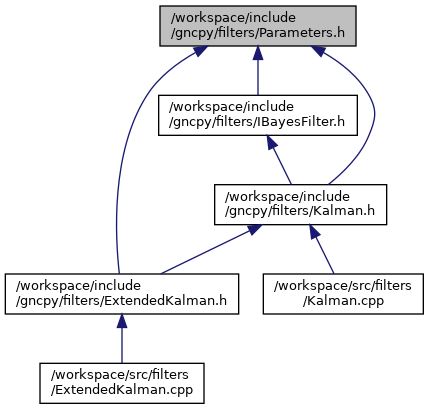 /workspace/include
/gncpy/filters/Parameters.h
/workspace/include
/gncpy/filters/IBayesFilter.h
/workspace/include
/gncpy/filters/Kalman.h
/workspace/include
/gncpy/filters/ExtendedKalman.h
/workspace/src/filters
/Kalman.cpp
/workspace/src/filters
/ExtendedKalman.cpp